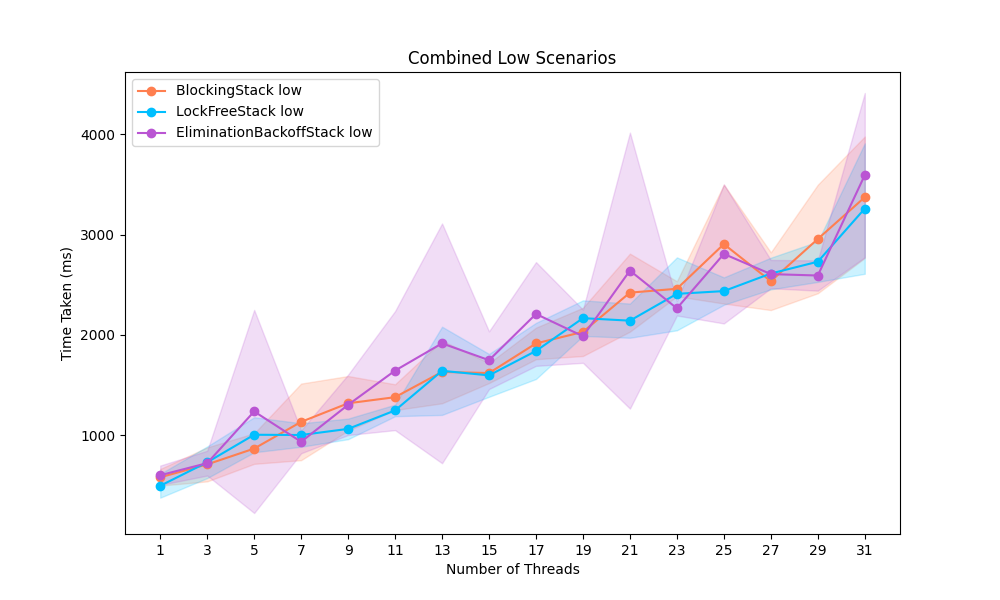 Combined Low Scenarios
BlockingStack low
LockFreeStack low
EliminationBackoffStack low
Time Taken (ms)
4000
3000
2000
1000
1 3 5 7 9 11 13 15 17 19 21 23 25 27 29 31
Number of Threads